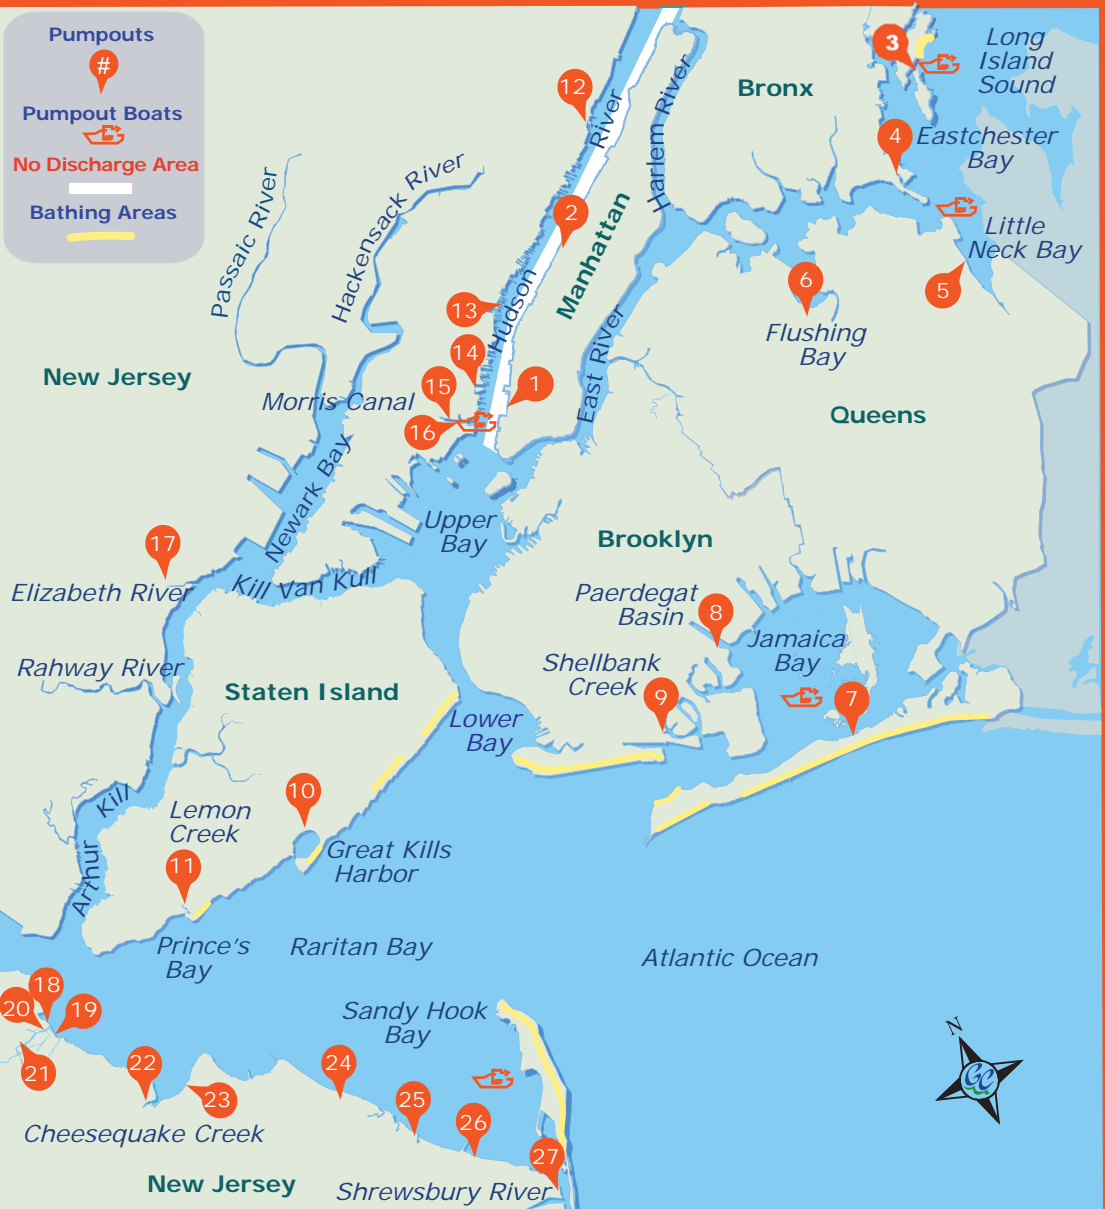 Pumpouts
#
Pumpout Boats
No Discharge Area
Bathing Areas
Long
Island
Sound
3
12
Bronx
4
Eastchester
Bay
River
Harlem River
Passaic River
Hackensack River
2
Manhattan
Little
Neck Bay
5
6
Flushing
Bay
13
Hudson
14
15
1
16
East River
New Jersey
Morris Canal
Queens
Newark Bay
Upper
Bay
Brooklyn
17
Elizabeth River
Kill Van Kull
Paerdegat
Basin
8
Jamaica
Bay
Rahway River
Shellbank
Creek
9
7
Staten Island
Lower
Bay
10
Kill
Arthur
Lemon
Creek
11
Great Kills
Harbor
Prince's
Bay
Raritan Bay
Atlantic Ocean
18
20
19
21
Sandy Hook
Bay
N
GC
22
23
24
25
26
27
Cheesequake Creek
New Jersey
Shrewsbury River